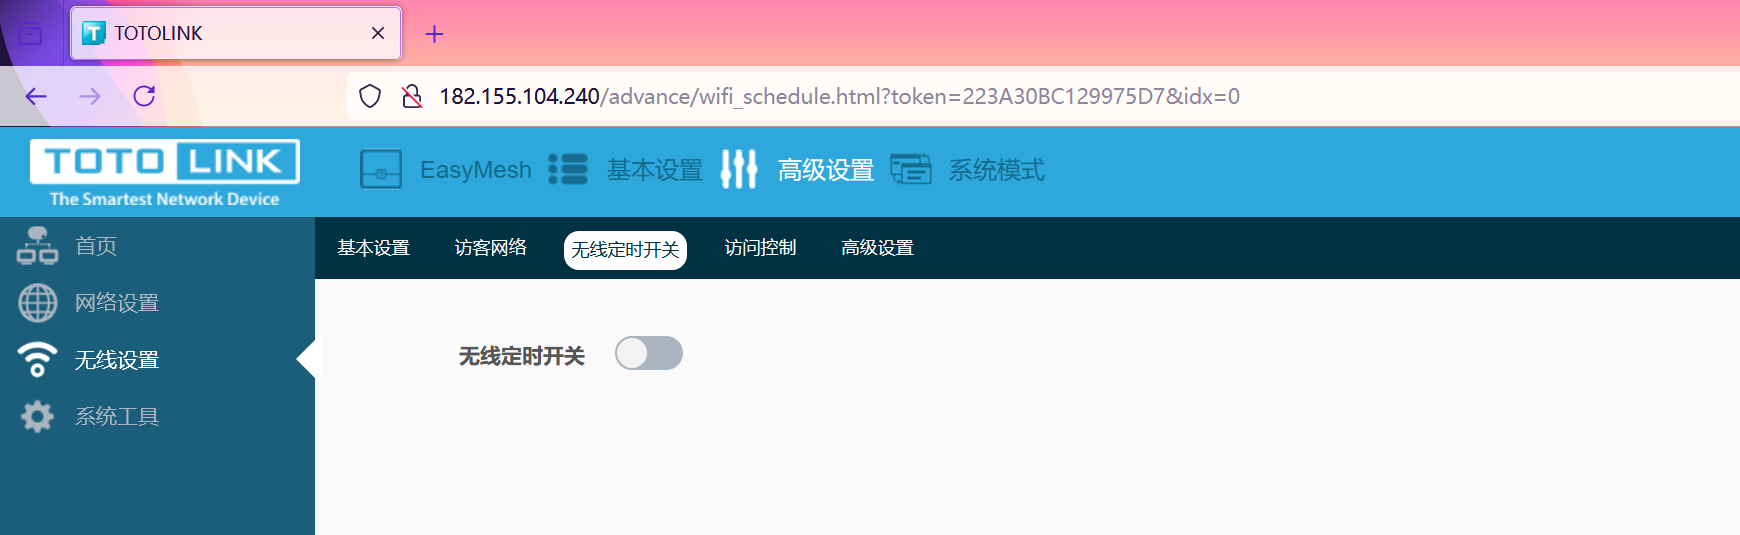 TOTOLINK
182.155.104.240/advance/wifi_schedule.html?token=223A30BC129975D7&idx=0
TOTO LINK
The Smartest Network Device
EasyMesh 基本设置 高级设置 系统模式
首页
网络设置
无线设置
系统工具
基本设置 访客网络 无线定时开关 访问控制 高级设置
无线定时开关